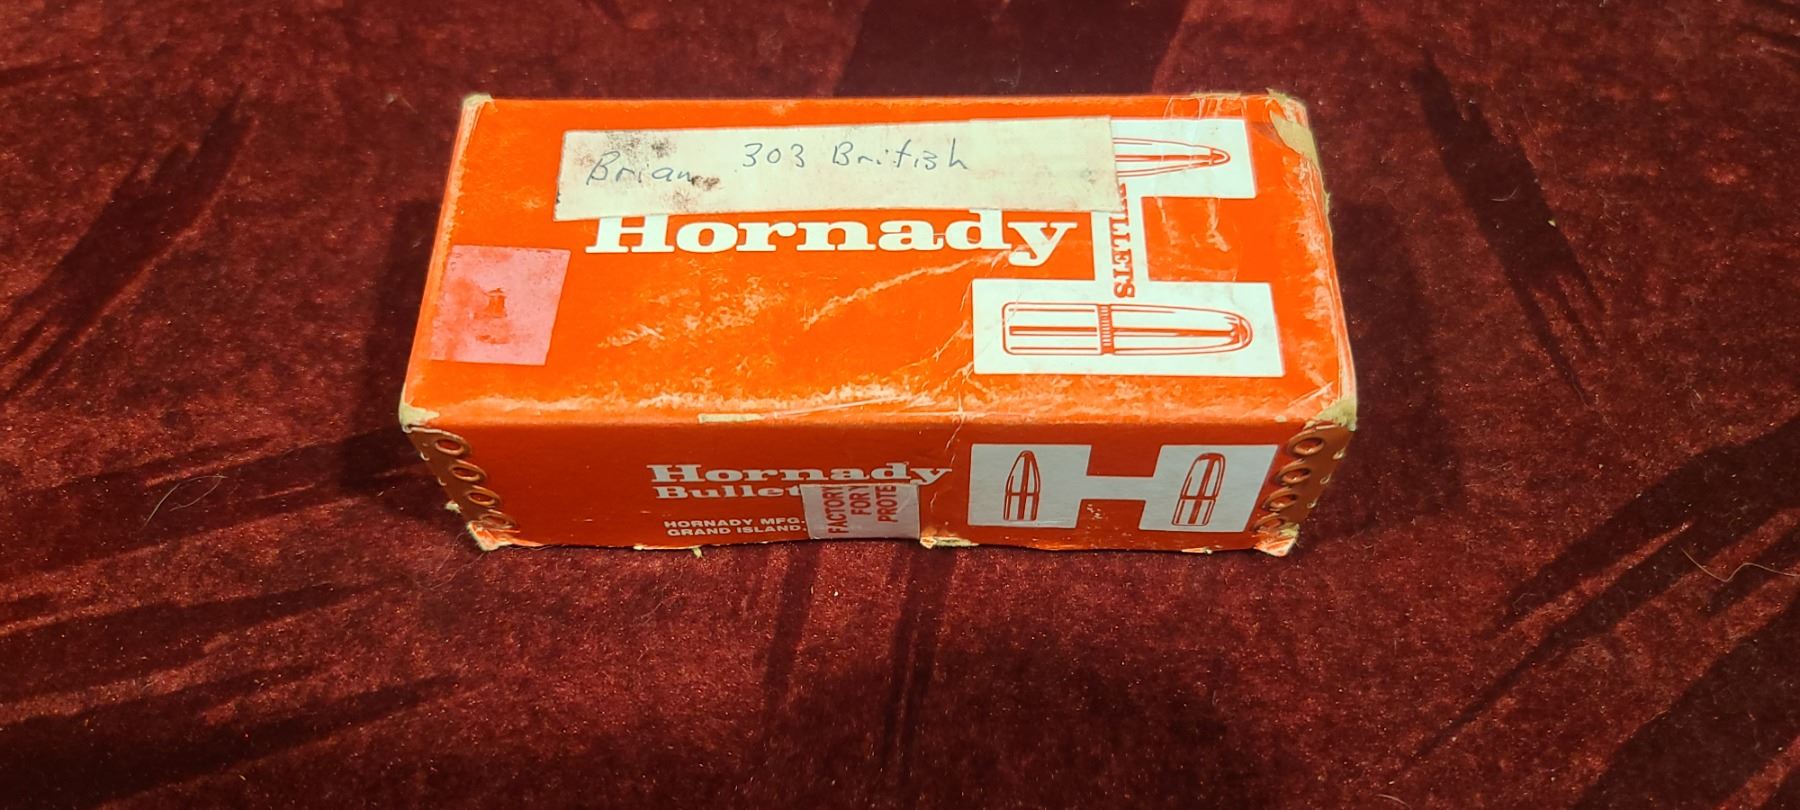 Brian 303 British
Hornady
BULLETS
Hornady
Bullet
HORNADY MFG.
GRAND ISLAND.
FACTORY
FOR
PROTE